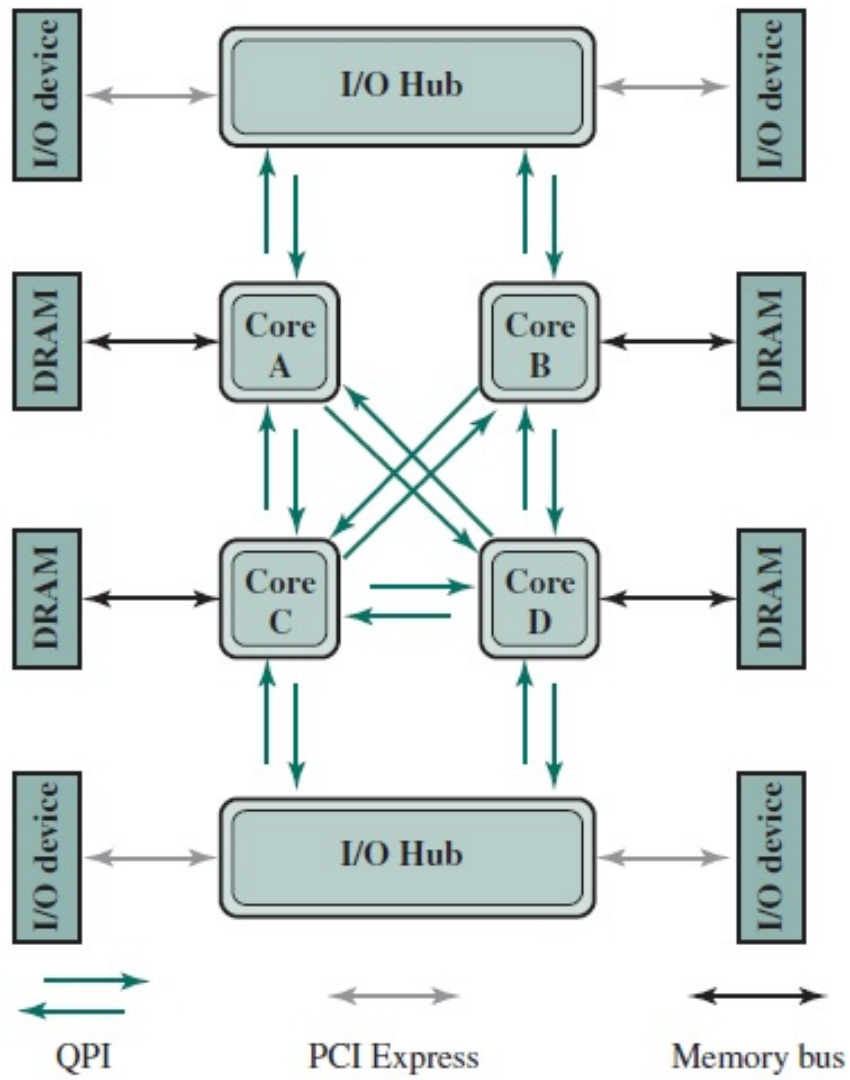 I/O device
I/O Hub
I/O device
DRAM
Core
A
Core
B
DRAM
DRAM
Core
C
Core
D
DRAM
I/O device
I/O Hub
I/O device
QPI
PCI Express
Memory bus